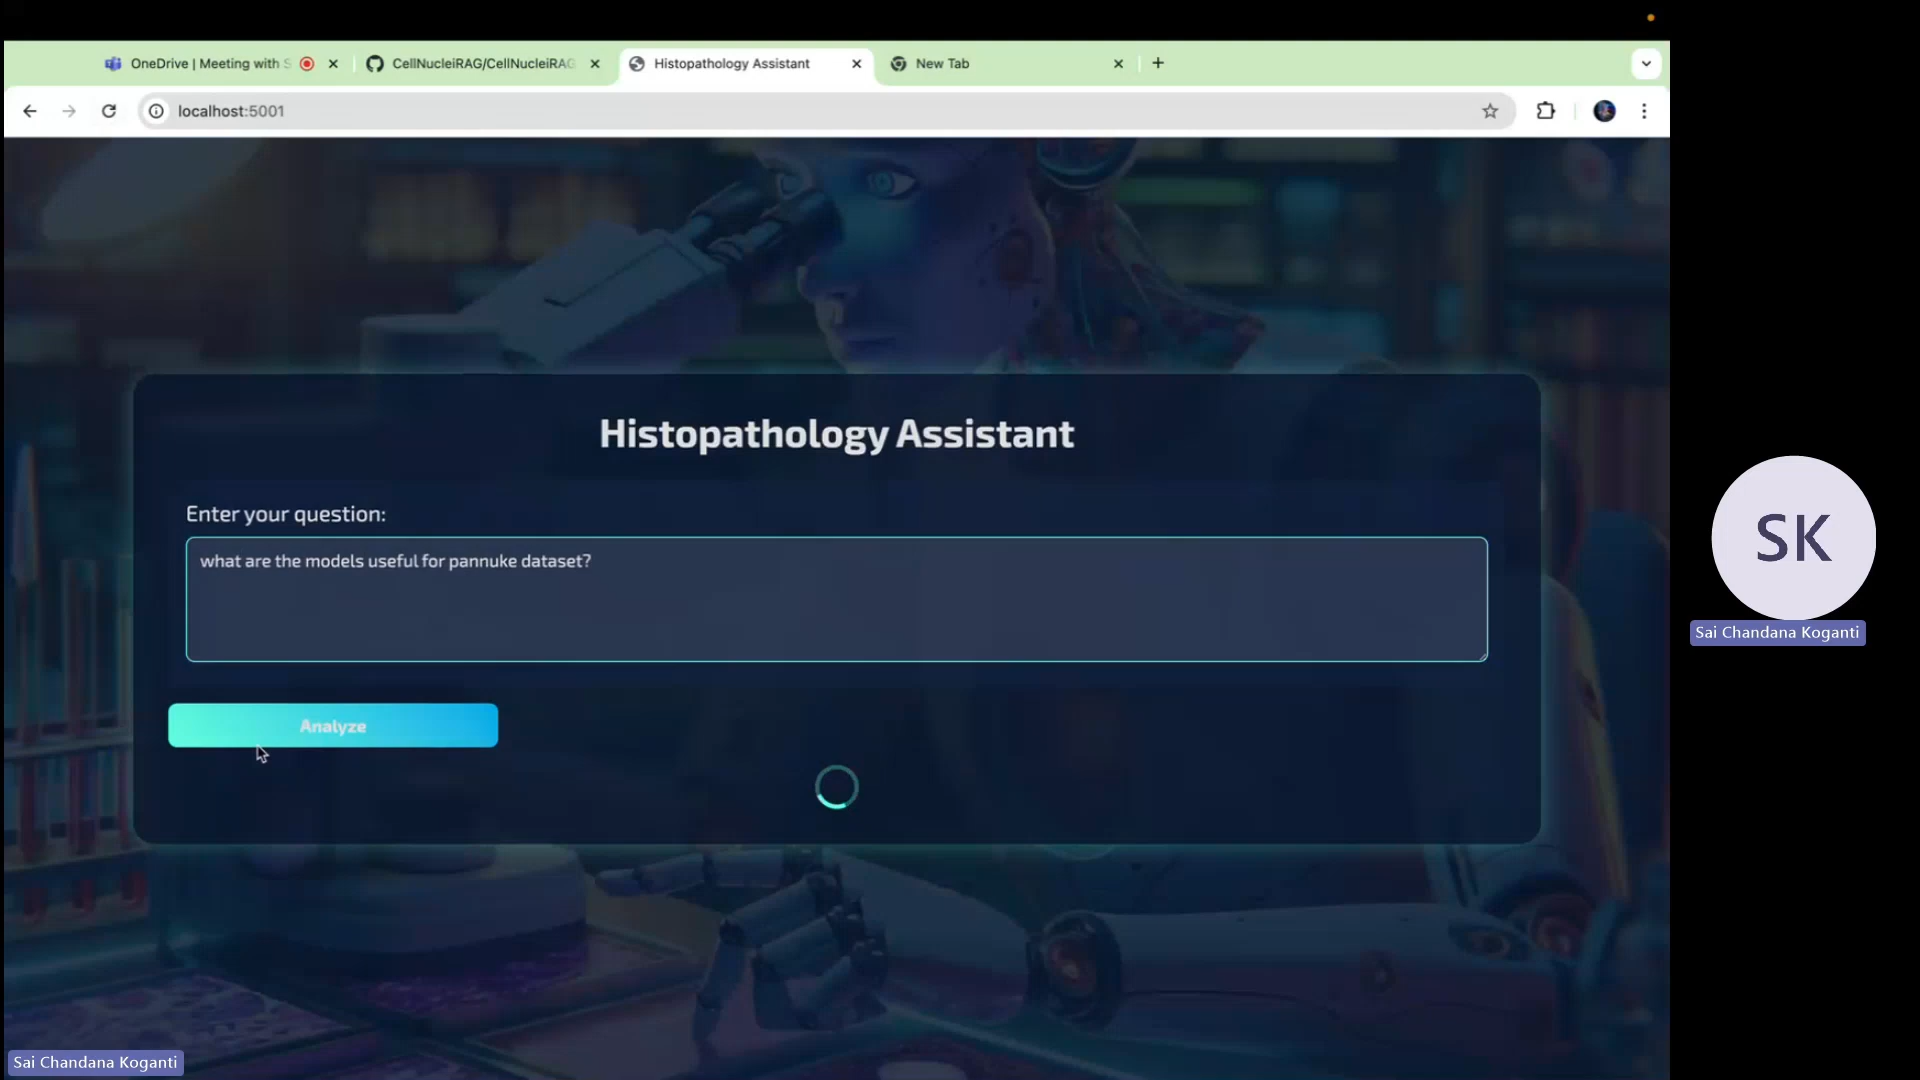 OneDrive | Meeting with S
CellNucleiRAG/CellNucleiRAG
Histopathology Assistant
New Tab
localhost:5001
Histopathology Assistant
Enter your question:
what are the models useful for pannuke dataset?
Analyze
SK
Sai Chandana Koganti
Sai Chandana Koganti